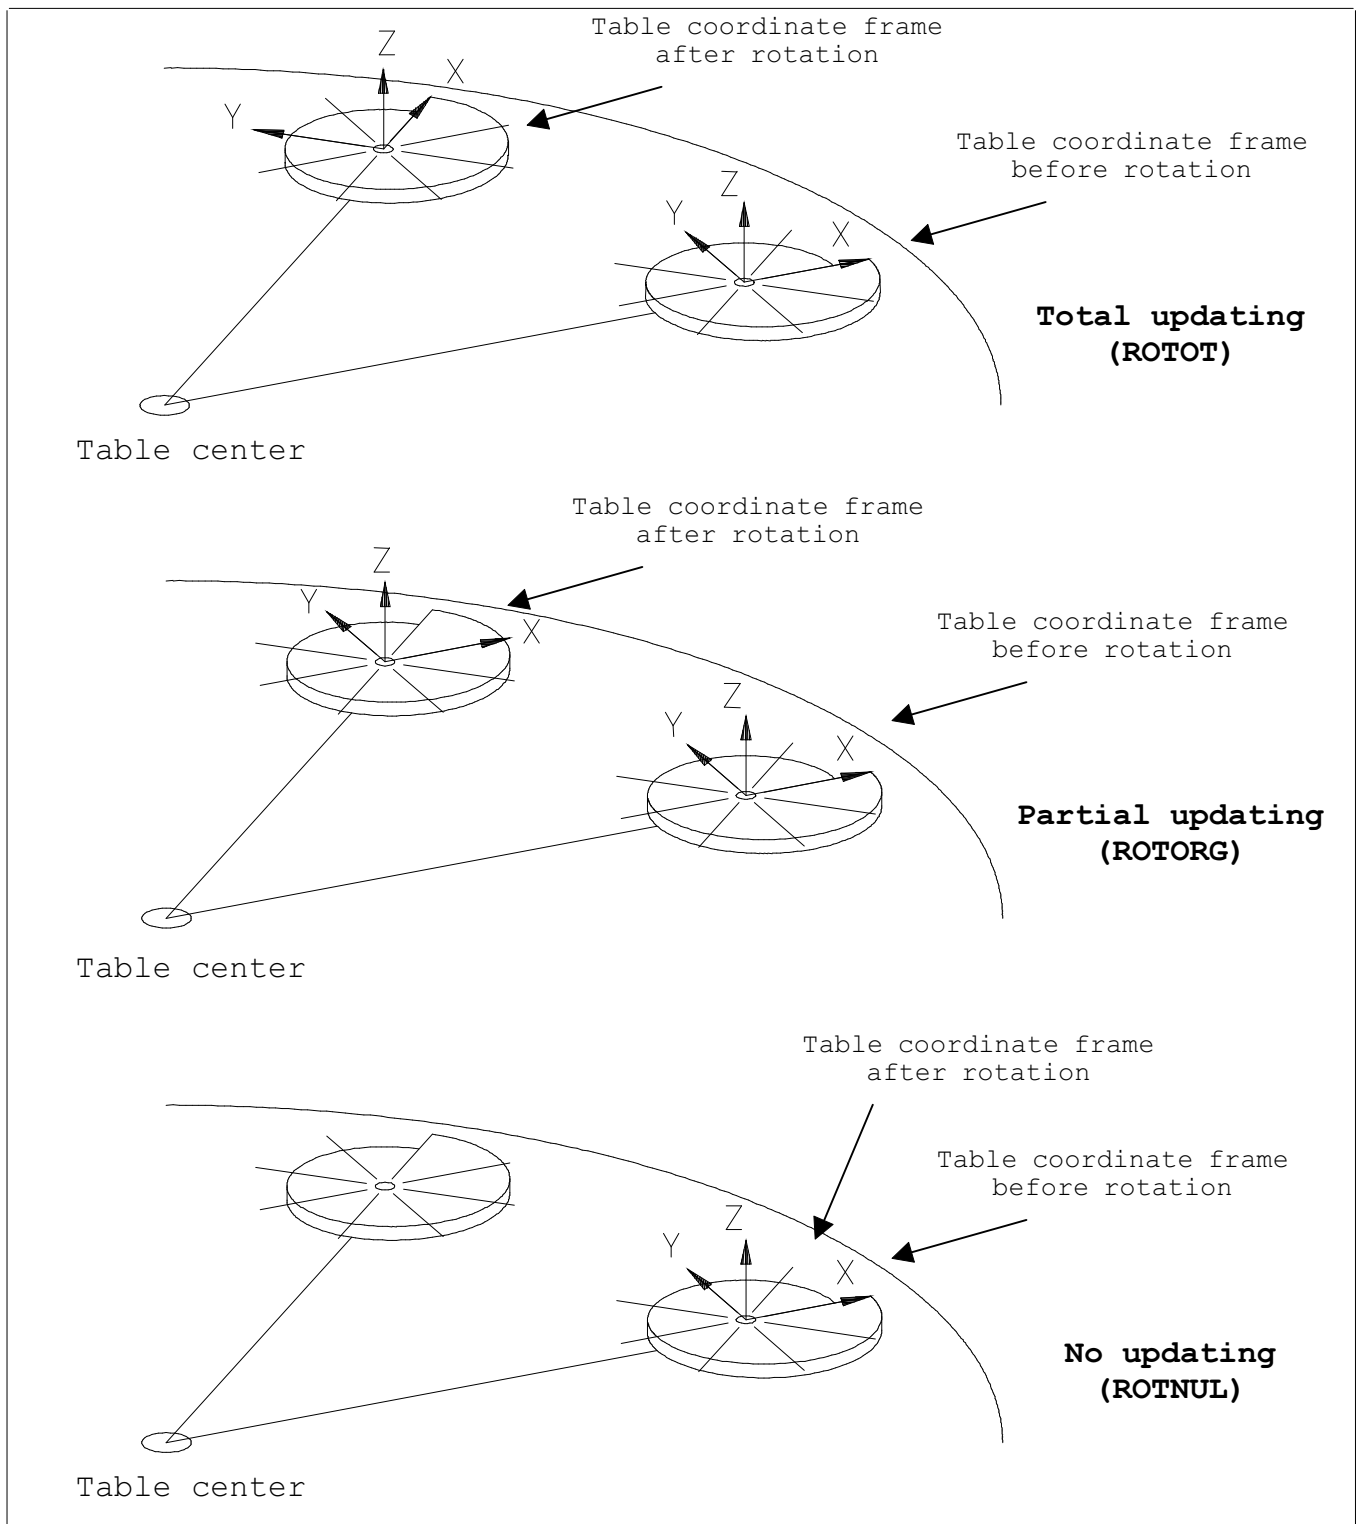 Table coordinate frame
after rotation
Z
X
Y
Table coordinate frame
before rotation
Z
Y
X
Total updating
(ROTOT)
Table center
Table coordinate frame
after rotation
Z
Y
X
Table coordinate frame
before rotation
Z
Y
X
Partial updating
(ROTORG)
Table center
Table coordinate frame
after rotation
Table coordinate frame
before rotation
Z
Y
X
No updating
(ROTNUL)
Table center